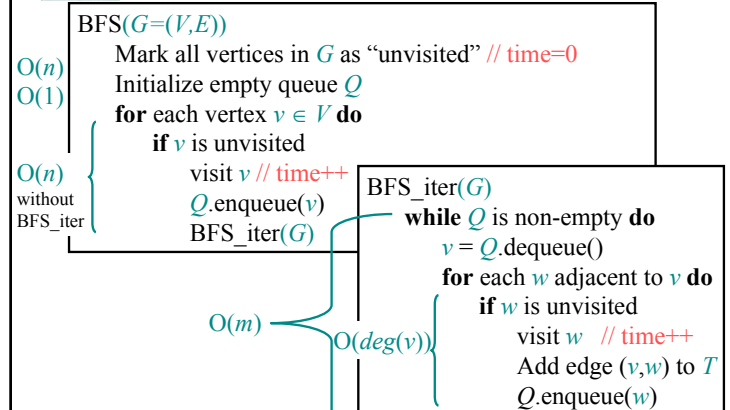 BFS(G=(V,E))
O(n) Mark all vertices in G as “unvisited” // time=0
O(1) Initialize empty queue Q
for each vertex v ∈ V do
if v is unvisited
O(n) visit v // time++
without Q.enqueue(v)
BFS_iter BFS_iter(G)
BFS_iter(G)
while Q is non-empty do
v = Q.dequeue()
for each w adjacent to v do
O(m)
O(deg(v))
if w is unvisited
visit w // time++
Add edge (v,w) to T
Q.enqueue(w)